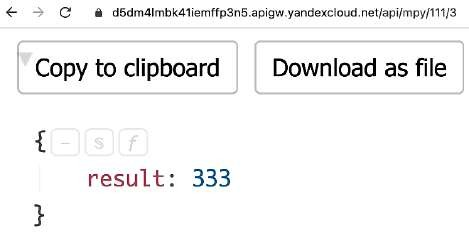 d5dm4lmbk41iemffp3n5.apigw.yandexcloud.net/api/mpy/111/3
Copy to clipboard Download as file
{ – S f
result: 333
}